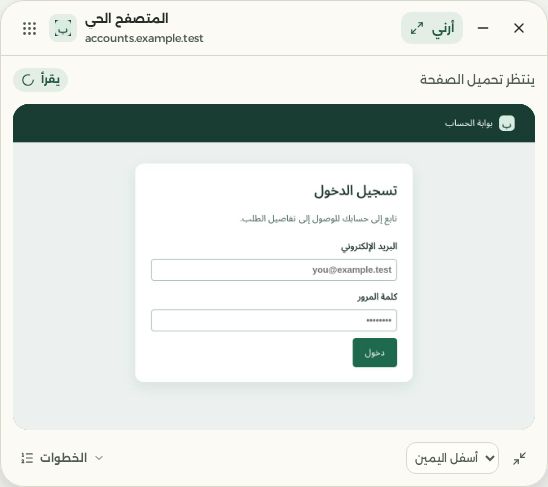 المتصفح الحي
accounts.example.test
أرني
ينتظر تحميل الصفحة
يقرأ
ب بوابة الحساب
تسجيل الدخول
تابع إلى حسابك للوصول إلى تفاصيل الطلب.
البريد الإلكتروني
you@example.test
كلمة المرور
••••••••
دخول
أسفل اليمين
الخطوات